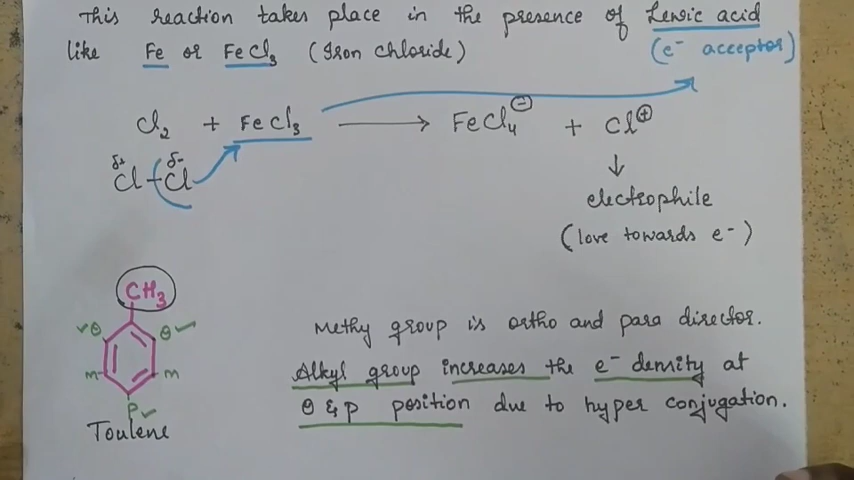 This reaction takes place in the presence of Lewic acid
like Fe or FeCl₃ (Iron chloride) (e⁻ acceptor)
Cl₂ + FeCl₃ ⟶ FeCl₄⊖ + Cl⊕
δ+ δ-
Cl-Cl
↓
electrophile
(love towards e⁻)
CH₃
✓θ θ✓
m m
P✓
Toulene
Methy group is ortho and para director.
Alkyl group increases the e⁻ density at
θ & p position due to hyper conjugation.